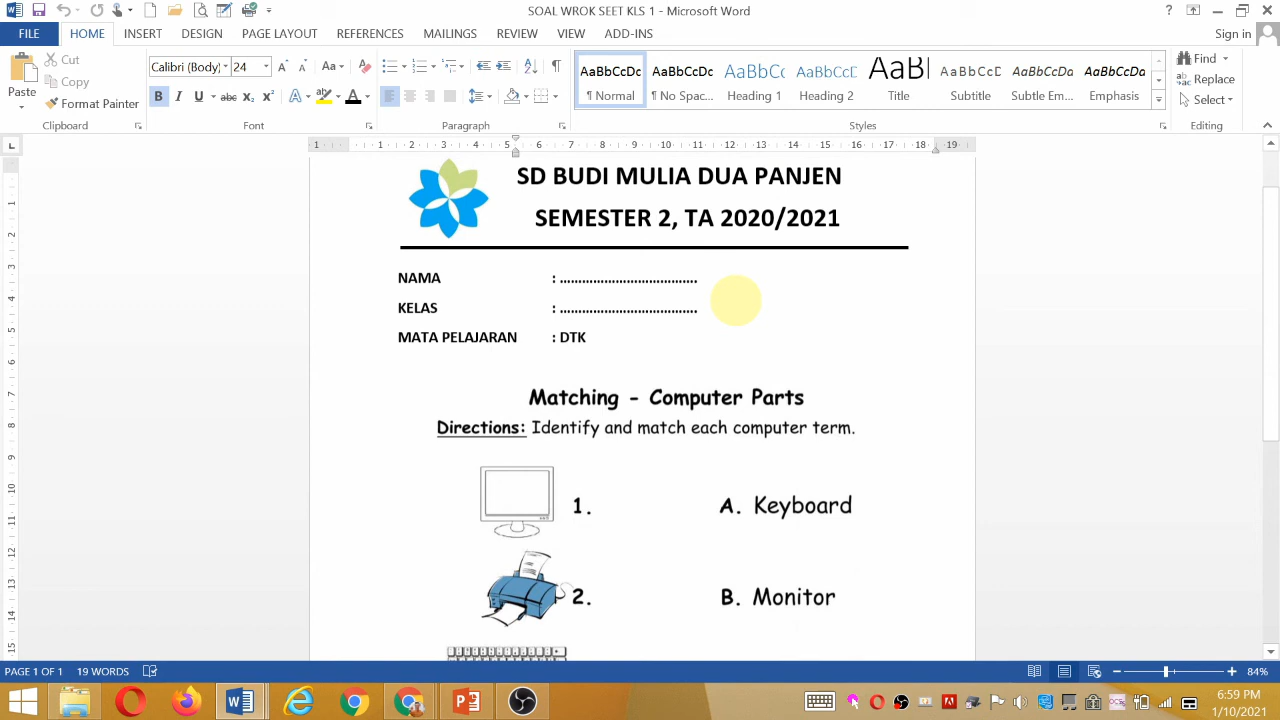 SOAL WROK SEET KLS 1 - Microsoft Word
? 
Sign in
FILE HOME INSERT DESIGN PAGE LAYOUT REFERENCES MAILINGS REVIEW VIEW ADD-INS
Paste
Cut
Copy
Format Painter
Clipboard
Calibri (Body) 24
Font
Paragraph
AaBbCcDc AaBbCcDc AaBbCc AaBbCcD AaBl AaBbCcD AaBbCcDa AaBbCcDa
¶ Normal ¶ No Spac... Heading 1 Heading 2 Title Subtitle Subtle Em... Emphasis
Styles
Find
Replace
Select
Editing
SD BUDI MULIA DUA PANJEN
SEMESTER 2, TA 2020/2021
NAMA : .....................................
KELAS : .....................................
MATA PELAJARAN : DTK
Matching - Computer Parts
Directions: Identify and match each computer term.
1. A. Keyboard
2. B. Monitor
PAGE 1 OF 1 19 WORDS
84%
6:59 PM
1/10/2021